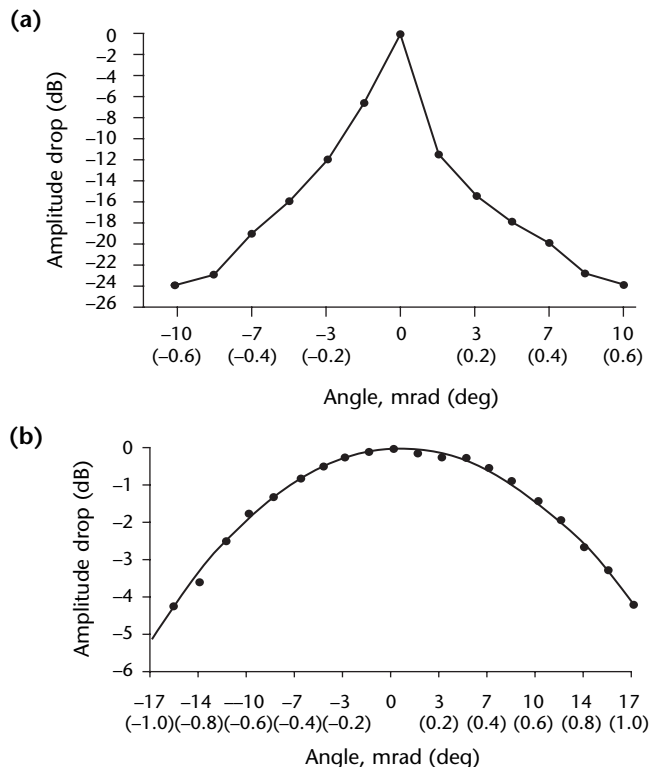 (a)
Amplitude drop (dB)
0
–2
–4
–6
–8
–10
–12
–14
–16
–18
–20
–22
–24
–26
–10 –7 –3 0 3 7 10
(–0.6) (–0.4) (–0.2) (0.2) (0.4) (0.6)
Angle, mrad (deg)
(b)
Amplitude drop (dB)
0
–1
–2
–3
–4
–5
–6
–17 –14 —10 –7 –3 0 3 7 10 14 17
(–1.0) (–0.8) (–0.6) (–0.4) (–0.2) (0.2) (0.4) (0.6) (0.8) (1.0)
Angle, mrad (deg)